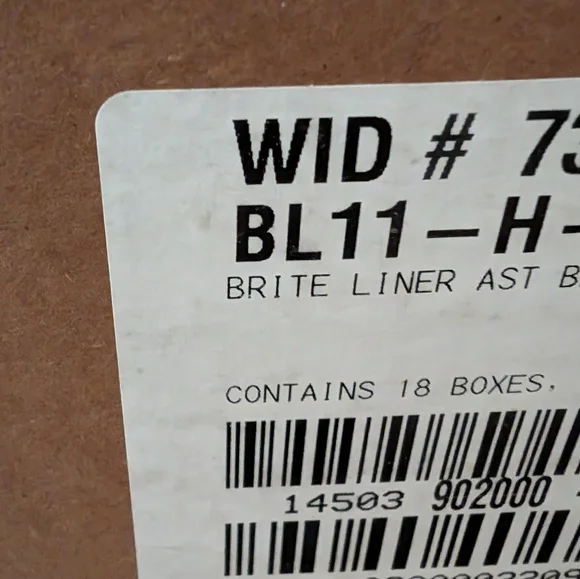 WID # 73
BL11-H-
BRITE LINER AST B
CONTAINS 18 BOXES,
14503 902000